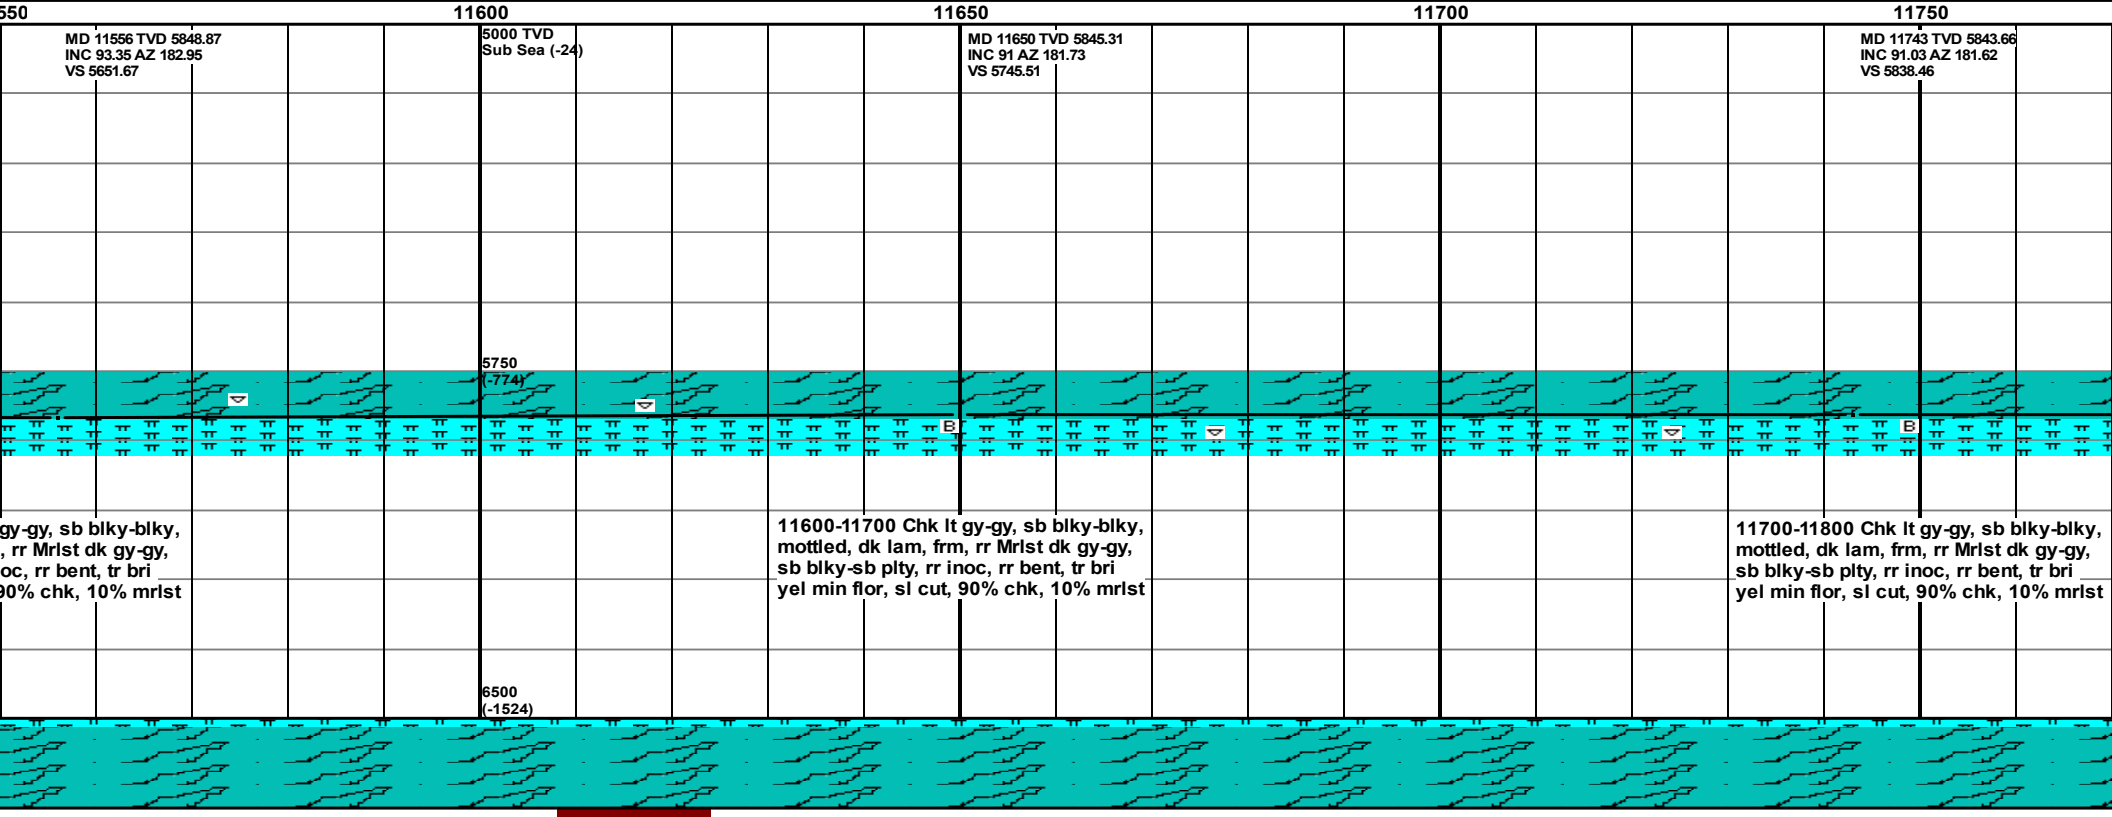 550 11600 11650 11700 11750
MD 11556 TVD 5848.87
INC 93.35 AZ 182.95
VS 5651.67
5000 TVD
Sub Sea (-24)
MD 11650 TVD 5845.31
INC 91 AZ 181.73
VS 5745.51
MD 11743 TVD 5843.66
INC 91.03 AZ 181.62
VS 5838.46
5750
(-774)
B
B
gy-gy, sb blky-blky,
, rr Mrlst dk gy-gy,
oc, rr bent, tr bri
90% chk, 10% mrlst
11600-11700 Chk lt gy-gy, sb blky-blky,
mottled, dk lam, frm, rr Mrlst dk gy-gy,
sb blky-sb plty, rr inoc, rr bent, tr bri
yel min flor, sl cut, 90% chk, 10% mrlst
11700-11800 Chk lt gy-gy, sb blky-blky,
mottled, dk lam, frm, rr Mrlst dk gy-gy,
sb blky-sb plty, rr inoc, rr bent, tr bri
yel min flor, sl cut, 90% chk, 10% mrlst
6500
(-1524)